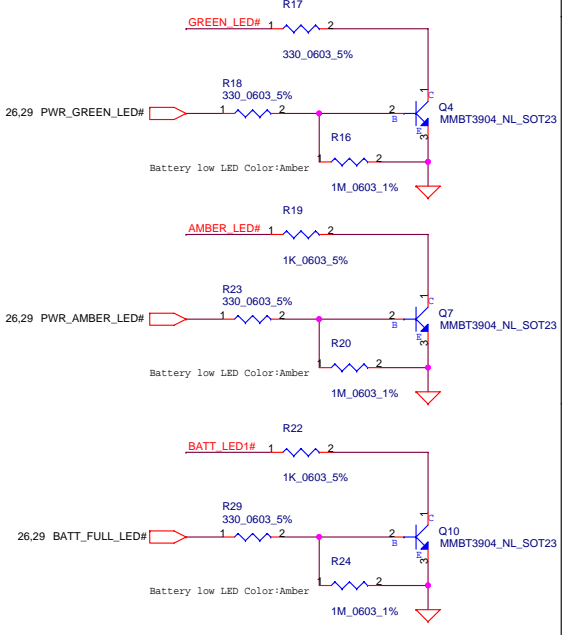 R17
GREEN_LED# 1 2
330_0603_5%
R18
330_0603_5%
26,29 PWR_GREEN_LED# 1 2 2 B
1 C
Q4
MMBT3904_NL_SOT23
E 3
R16
1 2
Battery low LED Color:Amber
1M_0603_1%
R19
AMBER_LED# 1 2
1K_0603_5%
R23
330_0603_5%
26,29 PWR_AMBER_LED# 1 2 2 B
1 C
Q7
MMBT3904_NL_SOT23
E 3
R20
1 2
Battery low LED Color:Amber
1M_0603_1%
R22
BATT_LED1# 1 2
1K_0603_5%
R29
330_0603_5%
26,29 BATT_FULL_LED# 1 2 2 B
1 C
Q10
MMBT3904_NL_SOT23
E 3
R24
1 2
Battery low LED Color:Amber
1M_0603_1%